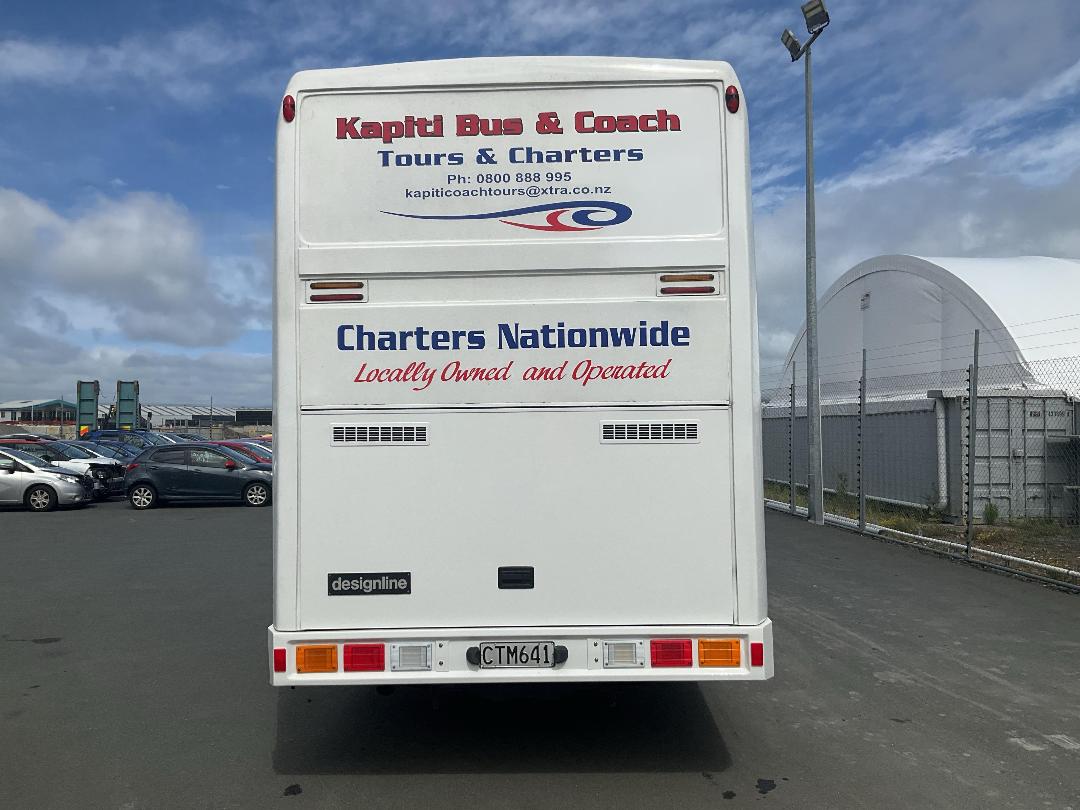 Kapiti Bus & Coach
Tours & Charters
Ph: 0800 888 995
kapiticoachtours@xtra.co.nz
Charters Nationwide
Locally Owned and Operated
designline
CTM641